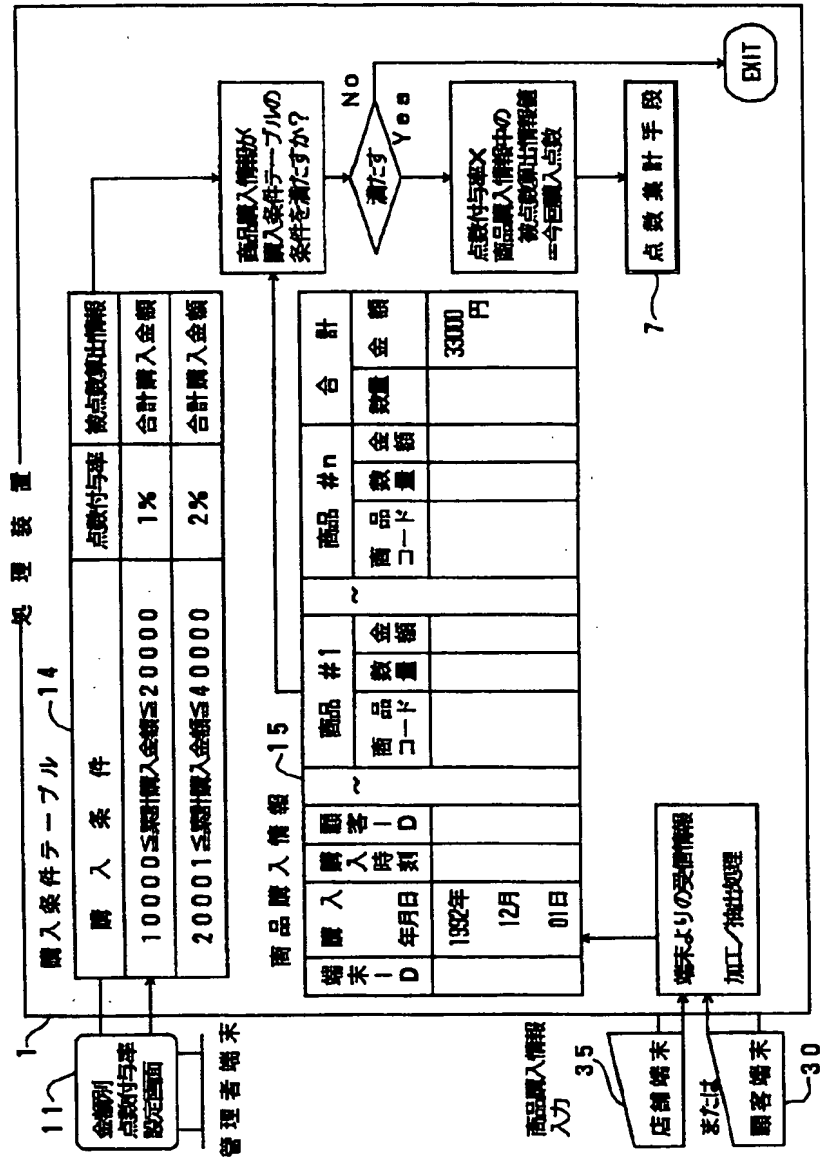 処理装置
1
11
金額別
点数付与率
設定画面
管理者端末
購入条件テーブル
14
購入条件
点数付与率
被点数算出情報
10000≦累計購入金額≦20000
1%
合計購入金額
20001≦累計購入金額≦40000
2%
合計購入金額
商品購入情報
15
端末ID
購入年月日
購入時刻
顧客ID
~
商品 #1
商品コード
数量
金額
~
商品 #n
商品コード
数量
金額
合計
数量
金額
1992年
12月
01日
33000
円
商品購入情報が
購入条件テーブルの
条件を満たすか?
満たす
No
Yes
点数付与率×
商品購入情報中の
被点数算出情報値
=今回購入点数
7
点数集計手段
EXIT
商品購入情報
入力
35
店舗端末
または
顧客端末
30
端末よりの受信情報
加工/抽出処理